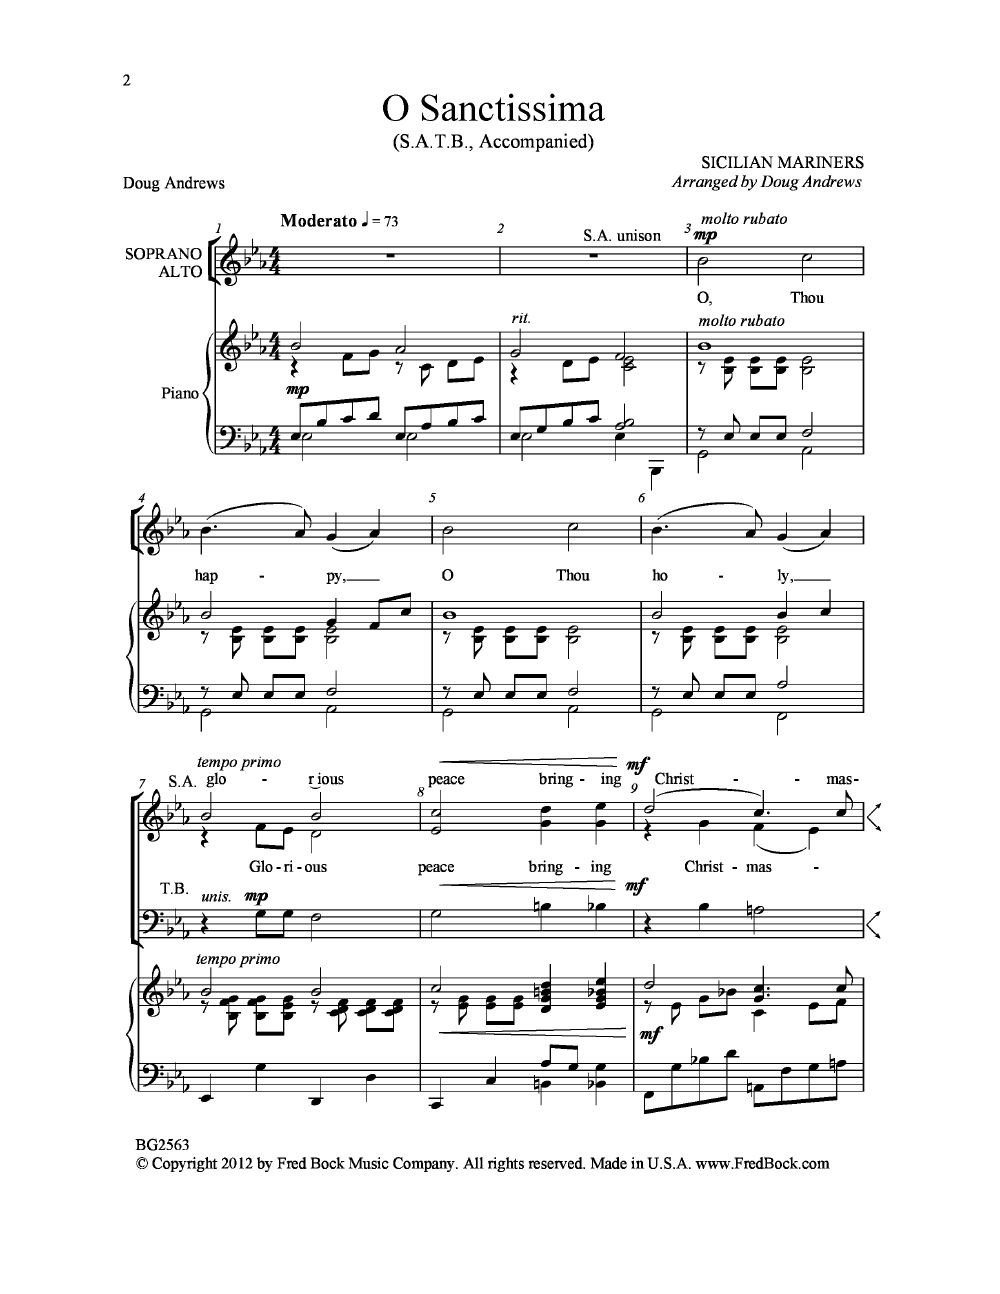 2
O Sanctissima
(S.A.T.B., Accompanied)
SICILIAN MARINERS
Doug Andrews
Arranged by Doug Andrews
Moderato ♩ = 73
1
2
S.A. unison
3
molto rubato
mp
SOPRANO
ALTO
O, Thou
rit.
molto rubato
Piano
mp
4
5
6
hap - py, O Thou ho - ly,
tempo primo
mf
7
S.A.
glo - rious peace bring - ing Christ - - mas-
8
9
Glo - ri - ous peace bring - ing Christ - mas -
T.B.
unis.
mp
mf
tempo primo
mf
BG2563
© Copyright 2012 by Fred Bock Music Company. All rights reserved. Made in U.S.A. www.FredBock.com